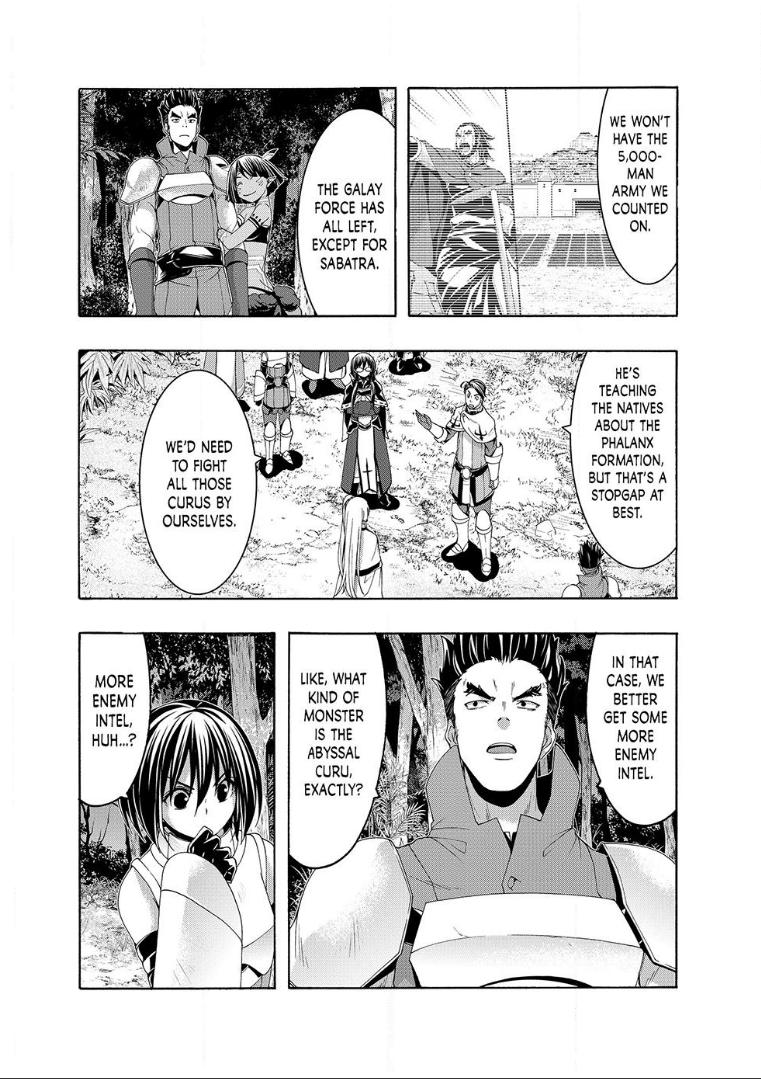 WE WON'T
HAVE THE
5,000-
MAN
ARMY WE
COUNTED
ON.
THE GALAY
FORCE HAS
ALL LEFT,
EXCEPT FOR
SABATRA.
HE'S
TEACHING
THE NATIVES
ABOUT THE
PHALANX
FORMATION,
BUT THAT'S A
STOPGAP AT
BEST.
WE'D NEED
TO FIGHT
ALL THOSE
CURUS BY
OURSELVES.
IN THAT
CASE, WE
BETTER
GET SOME
MORE
ENEMY
INTEL.
LIKE, WHAT
KIND OF
MONSTER
IS THE
ABYSSAL
CURU,
EXACTLY?
MORE
ENEMY
INTEL,
HUH...?